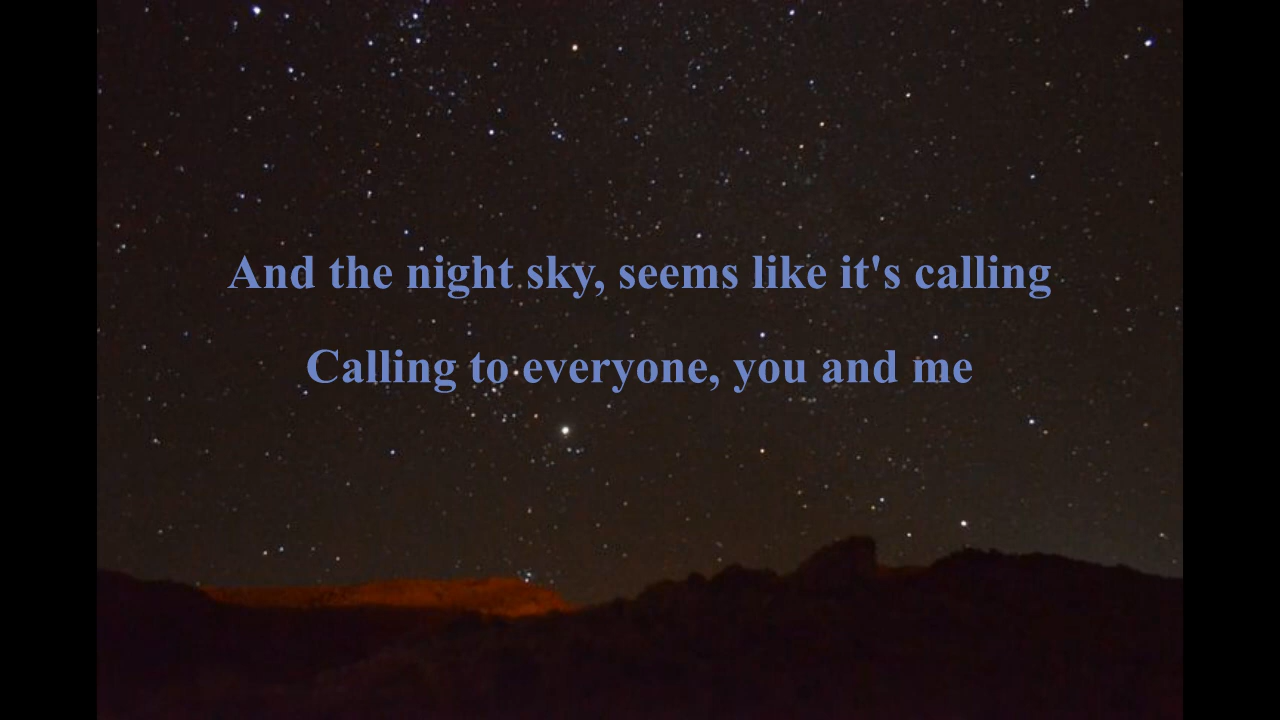 And the night sky, seems like it's calling
Calling to everyone, you and me